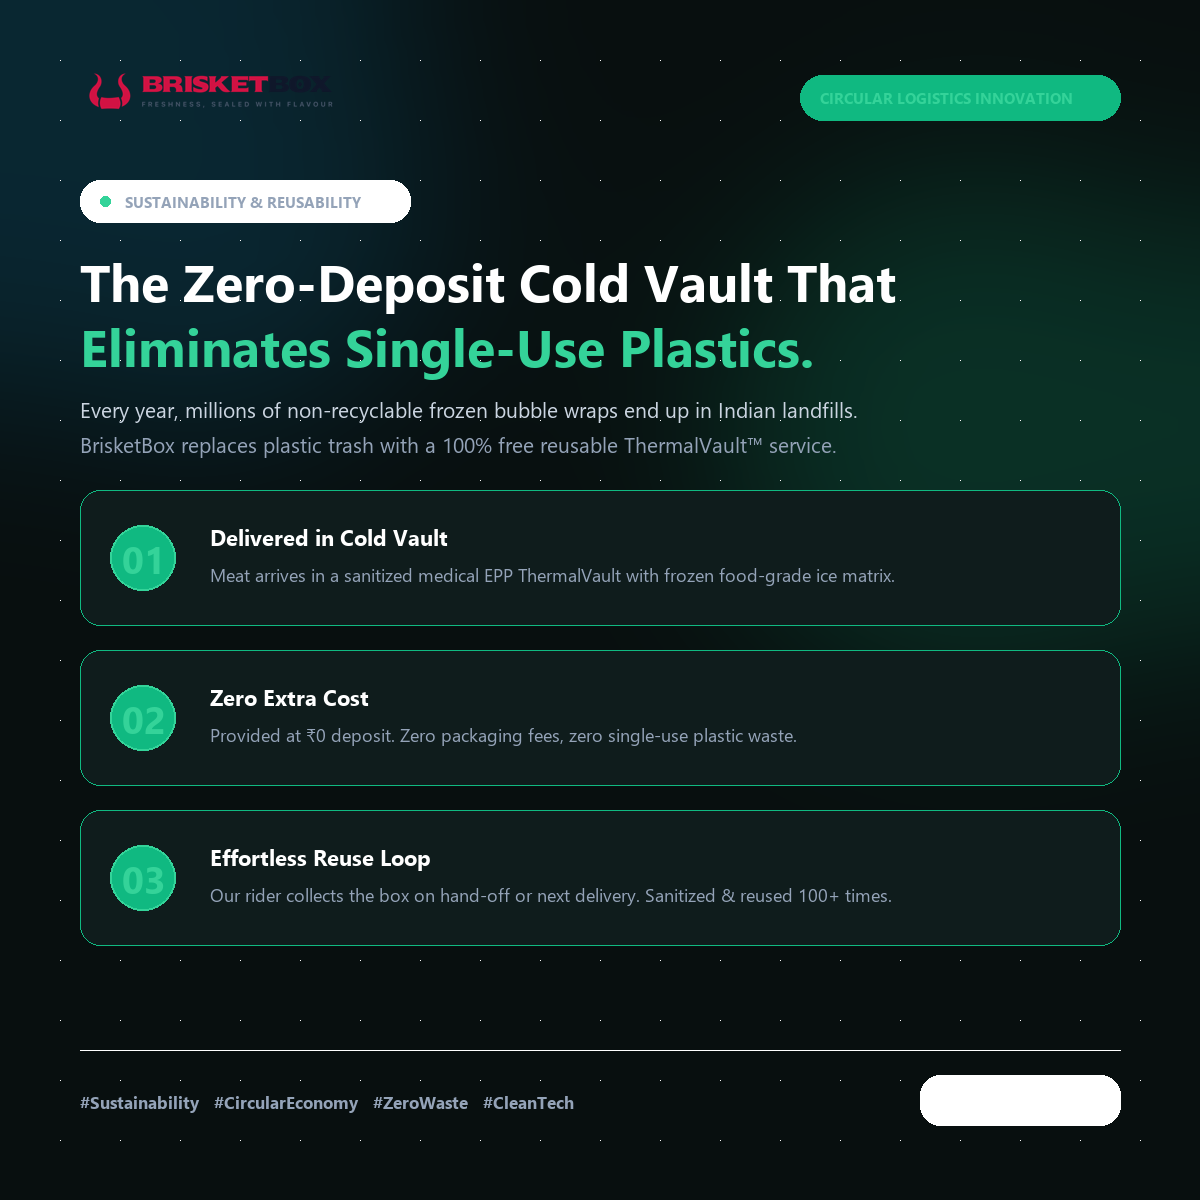 BRISKETBOX
FRESHNESS, SEALED WITH FLAVOUR
CIRCULAR LOGISTICS INNOVATION
SUSTAINABILITY & REUSABILITY
The Zero-Deposit Cold Vault That
Eliminates Single-Use Plastics.
Every year, millions of non-recyclable frozen bubble wraps end up in Indian landfills.
BrisketBox replaces plastic trash with a 100% free reusable ThermalVault™ service.
01
Delivered in Cold Vault
Meat arrives in a sanitized medical EPP ThermalVault with frozen food-grade ice matrix.
02
Zero Extra Cost
Provided at ₹0 deposit. Zero packaging fees, zero single-use plastic waste.
03
Effortless Reuse Loop
Our rider collects the box on hand-off or next delivery. Sanitized & reused 100+ times.
#Sustainability #CircularEconomy #ZeroWaste #CleanTech